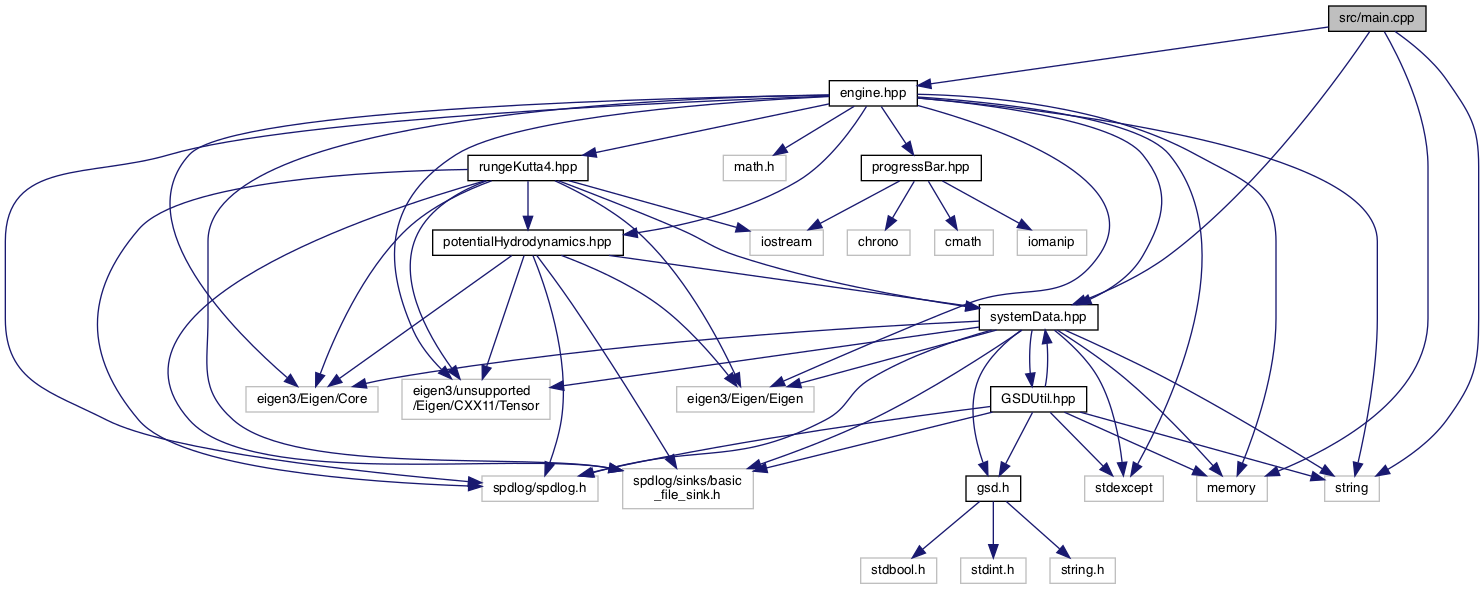 src/main.cpp
engine.hpp
rungeKutta4.hpp
math.h
progressBar.hpp
potentialHydrodynamics.hpp
iostream
chrono
cmath
iomanip
systemData.hpp
eigen3/Eigen/Core
eigen3/unsupported
/Eigen/CXX11/Tensor
eigen3/Eigen/Eigen
GSDUtil.hpp
spdlog/spdlog.h
spdlog/sinks/basic
_file_sink.h
gsd.h
stdexcept
memory
string
stdbool.h
stdint.h
string.h